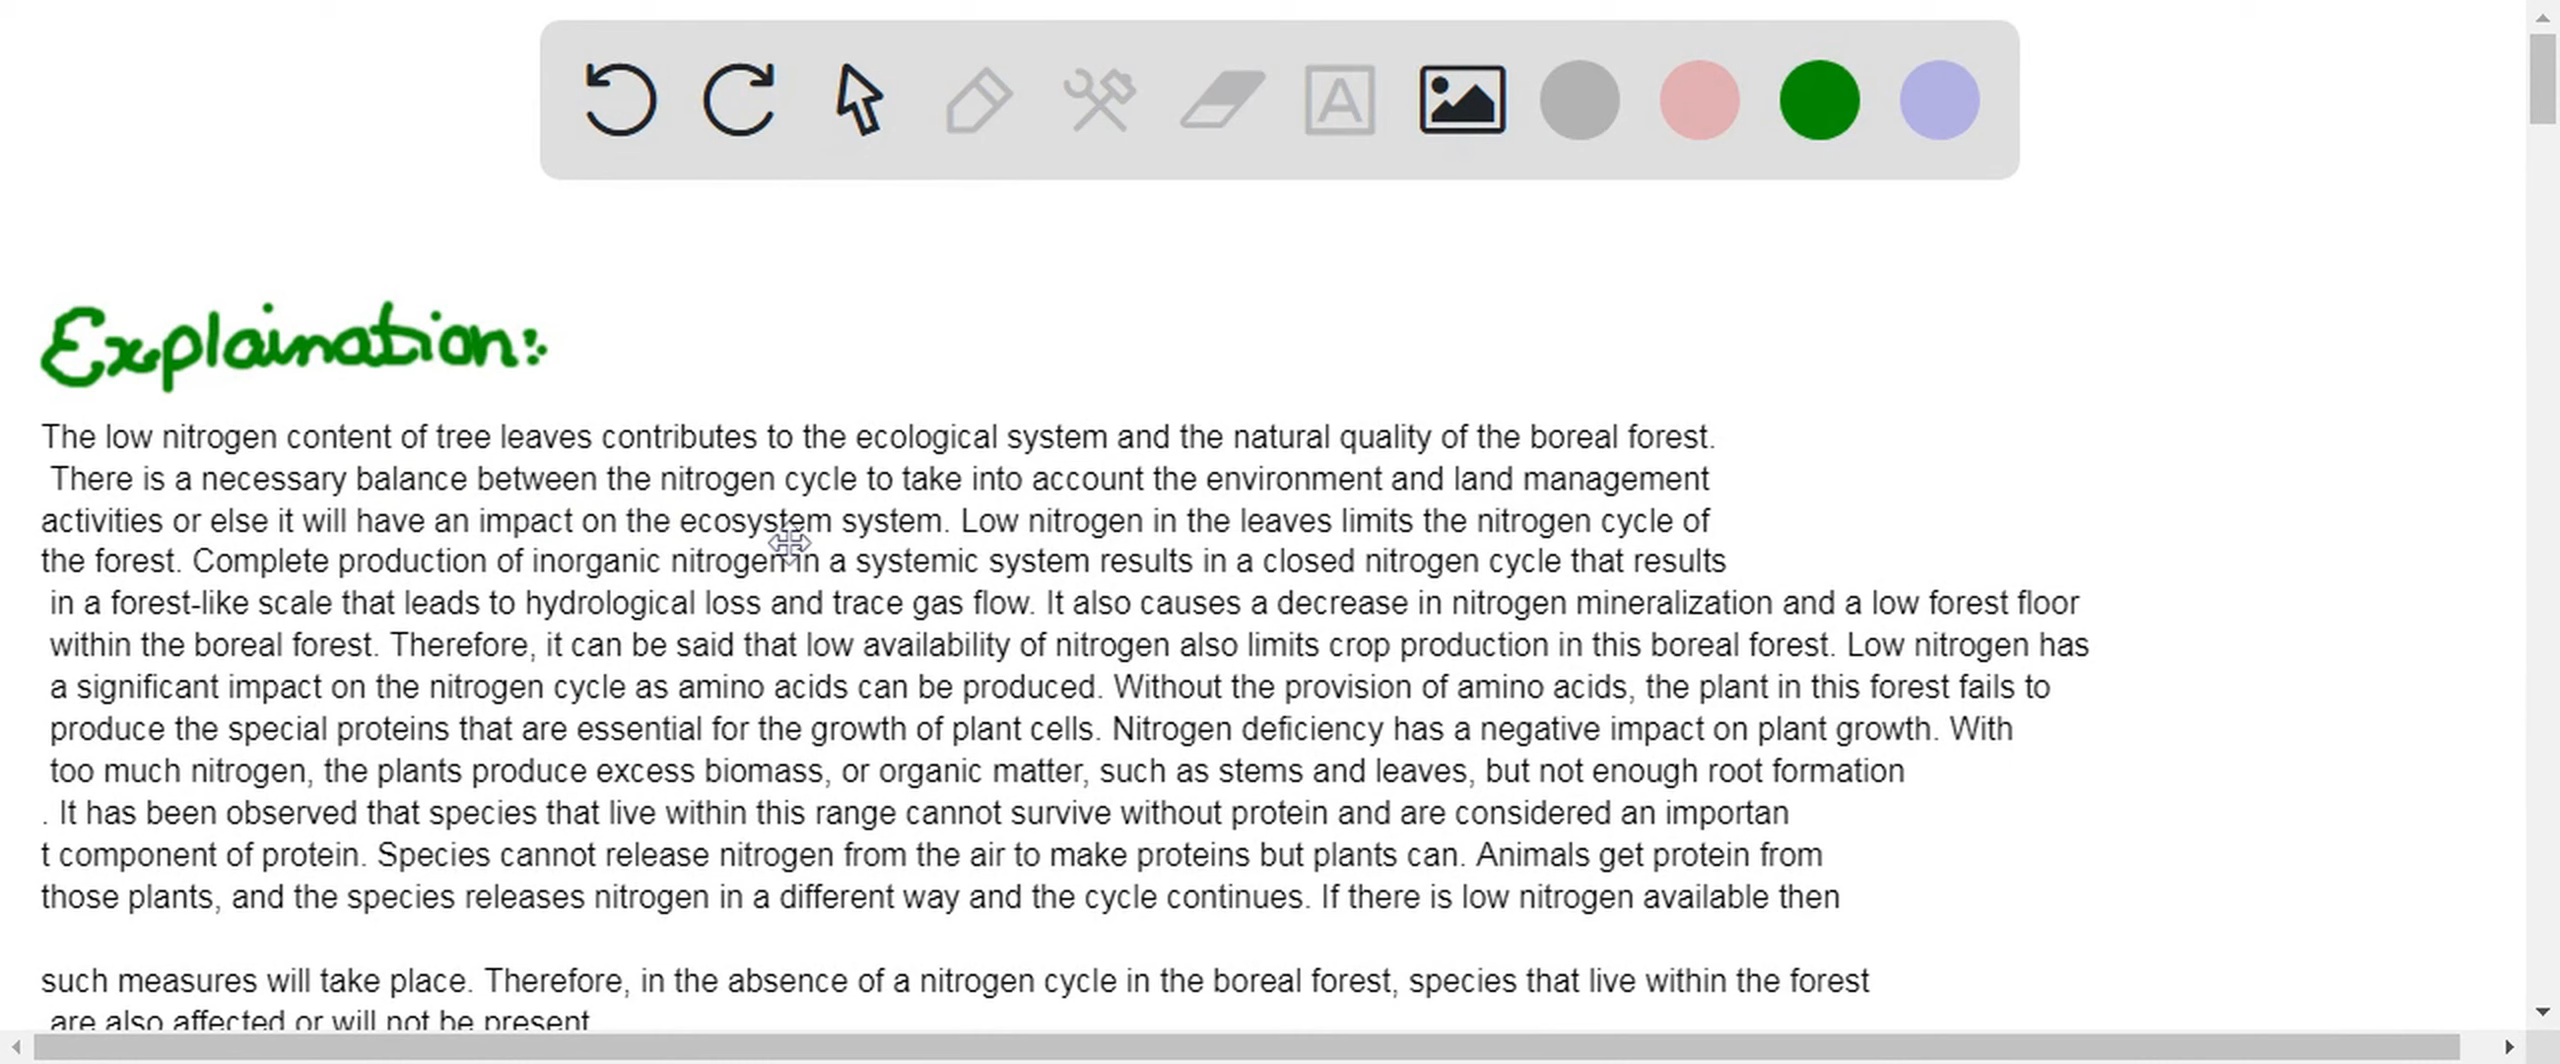 A
Explaination:
The low nitrogen content of tree leaves contributes to the ecological system and the natural quality of the boreal forest.
There is a necessary balance between the nitrogen cycle to take into account the environment and land management
activities or else it will have an impact on the ecosystem system. Low nitrogen in the leaves limits the nitrogen cycle of
the forest. Complete production of inorganic nitrogen in a systemic system results in a closed nitrogen cycle that results
in a forest-like scale that leads to hydrological loss and trace gas flow. It also causes a decrease in nitrogen mineralization and a low forest floor
within the boreal forest. Therefore, it can be said that low availability of nitrogen also limits crop production in this boreal forest. Low nitrogen has
a significant impact on the nitrogen cycle as amino acids can be produced. Without the provision of amino acids, the plant in this forest fails to
produce the special proteins that are essential for the growth of plant cells. Nitrogen deficiency has a negative impact on plant growth. With
too much nitrogen, the plants produce excess biomass, or organic matter, such as stems and leaves, but not enough root formation
. It has been observed that species that live within this range cannot survive without protein and are considered an importan
t component of protein. Species cannot release nitrogen from the air to make proteins but plants can. Animals get protein from
those plants, and the species releases nitrogen in a different way and the cycle continues. If there is low nitrogen available then
such measures will take place. Therefore, in the absence of a nitrogen cycle in the boreal forest, species that live within the forest
are also affected or will not be present